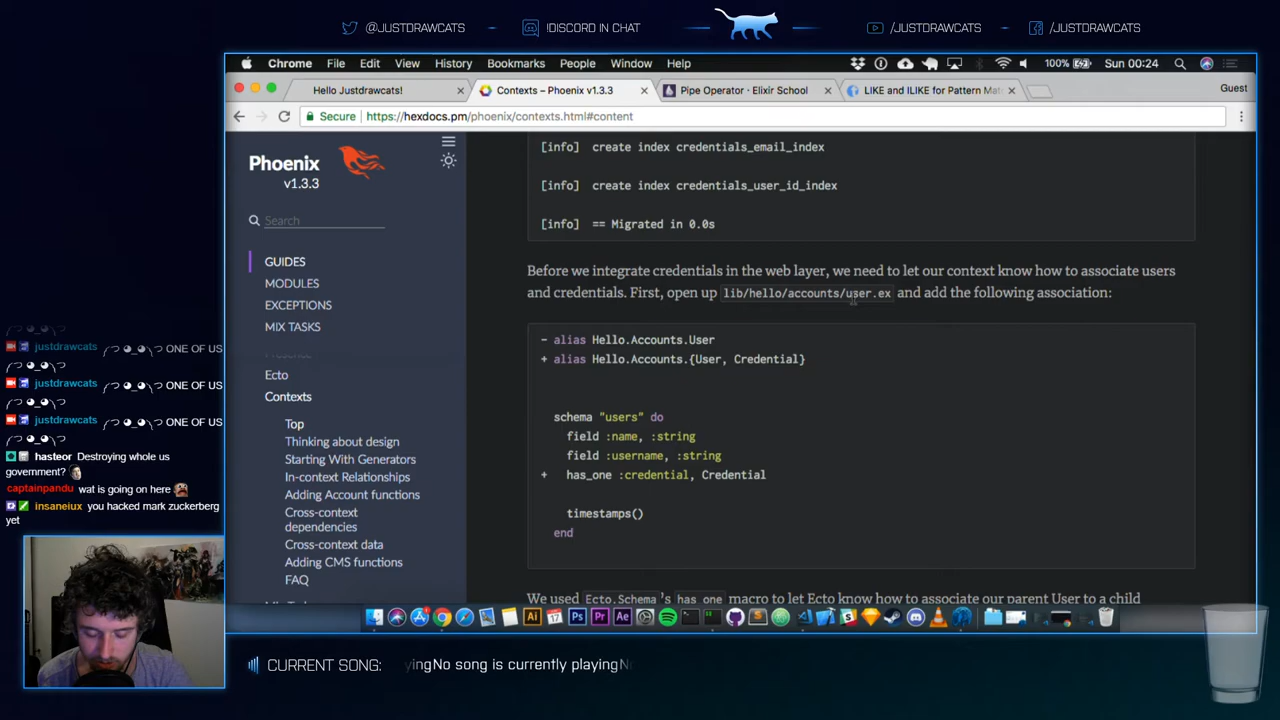 @JUSTDRAWCATS
!DISCORD IN CHAT
/JUSTDRAWCATS
/JUSTDRAWCATS
Chrome File Edit View History Bookmarks People Window Help
100% Sun 00:24
Hello Justdrawcats!
Contexts – Phoenix v1.3.3
Pipe Operator · Elixir School
LIKE and ILIKE for Pattern Mat
Guest
Secure https://hexdocs.pm/phoenix/contexts.html#content
Phoenix
v1.3.3
Search
GUIDES
MODULES
EXCEPTIONS
MIX TASKS
Presence
Ecto
Contexts
Top
Thinking about design
Starting With Generators
In-context Relationships
Adding Account functions
Cross-context
dependencies
Cross-context data
Adding CMS functions
FAQ
[info] create index credentials_email_index
[info] create index credentials_user_id_index
[info] == Migrated in 0.0s
Before we integrate credentials in the web layer, we need to let our context know how to associate users
and credentials. First, open up lib/hello/accounts/user.ex and add the following association:
- alias Hello.Accounts.User
+ alias Hello.Accounts.{User, Credential}
schema "users" do
field :name, :string
field :username, :string
+ has_one :credential, Credential
timestamps()
end
We used Ecto.Schema's has_one macro to let Ecto know how to associate our parent User to a child
justdrawcats ONE OF US
justdrawcats ONE OF US
justdrawcats ONE OF US
hasteor Destroying whole us
government?
captainpandu wat is going on here
insaneiux you hacked mark zuckerberg
yet
CURRENT SONG:
yingNo song is currently playingN